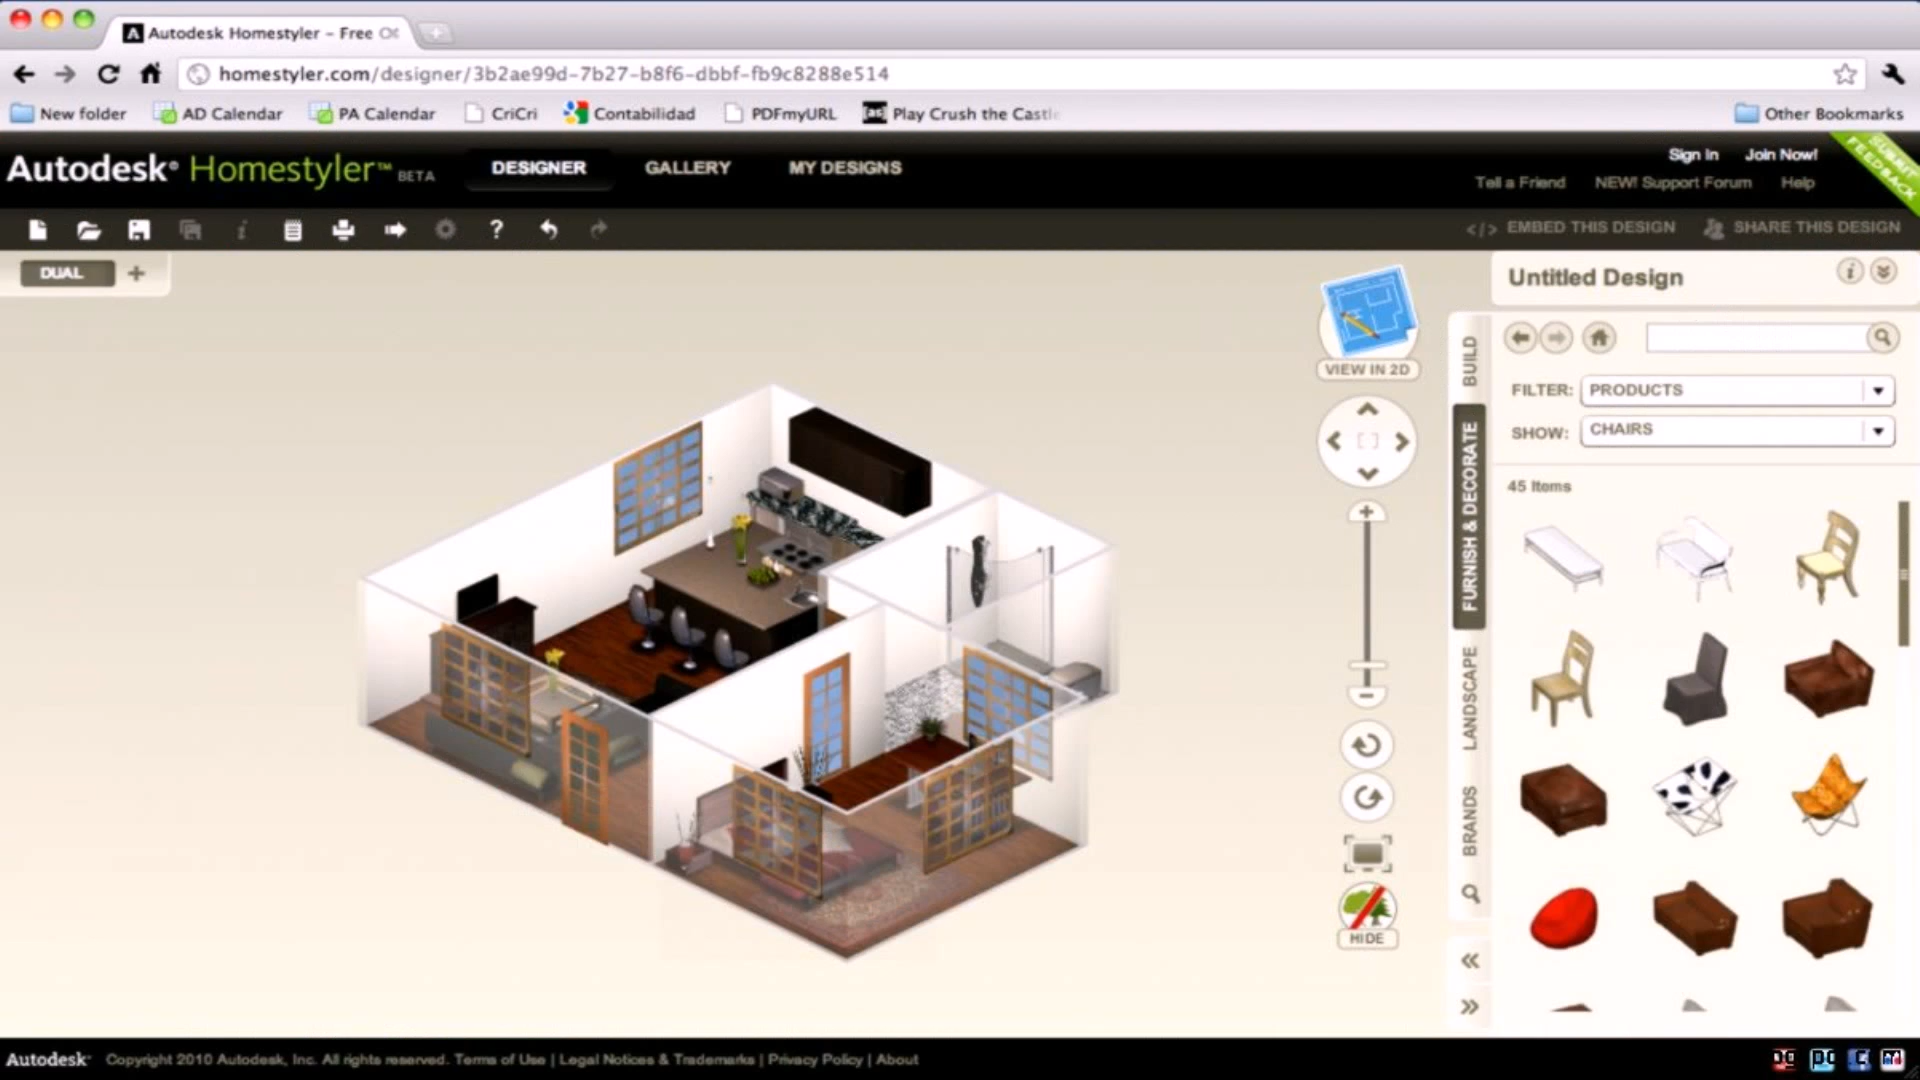 Autodesk Homestyler – Free
homestyler.com/designer/3b2ae99d-7b27-b8f6-dbbf-fb9c8288e514
New folder AD Calendar PA Calendar CriCri Contabilidad PDFmyURL Play Crush the Castle Other Bookmarks
Autodesk® Homestyler™ BETA DESIGNER GALLERY MY DESIGNS
Sign In Join Now!
Tell a Friend NEW! Support Forum Help
SUBMIT FEEDBACK
</> EMBED THIS DESIGN SHARE THIS DESIGN
DUAL +
Untitled Design
VIEW IN 2D
FILTER: PRODUCTS
SHOW: CHAIRS
45 Items
BUILD
FURNISH & DECORATE
LANDSCAPE
BRANDS
HIDE
Autodesk® Copyright 2010 Autodesk, Inc. All rights reserved. Terms of Use | Legal Notices & Trademarks | Privacy Policy | About